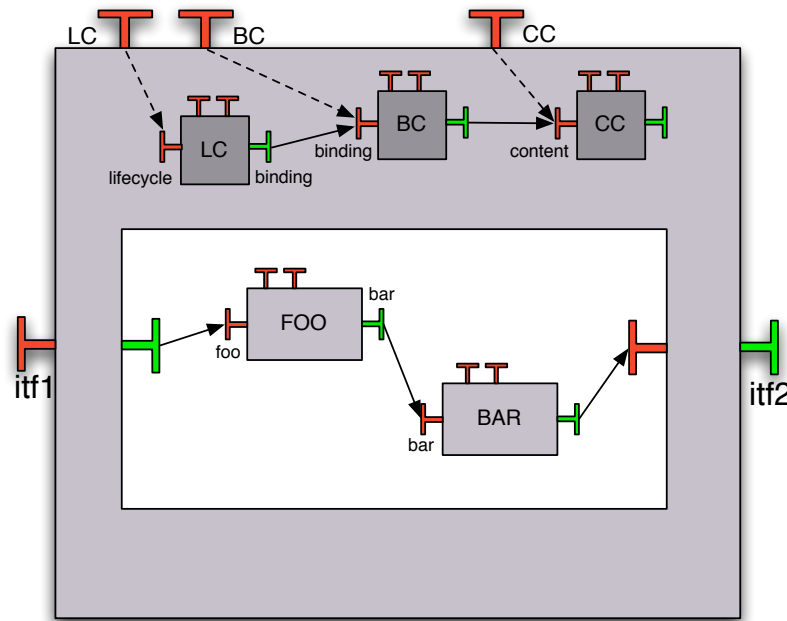 LC
BC
CC
LC
BC
CC
lifecycle
binding
binding
content
FOO
bar
foo
BAR
bar
itf1
itf2